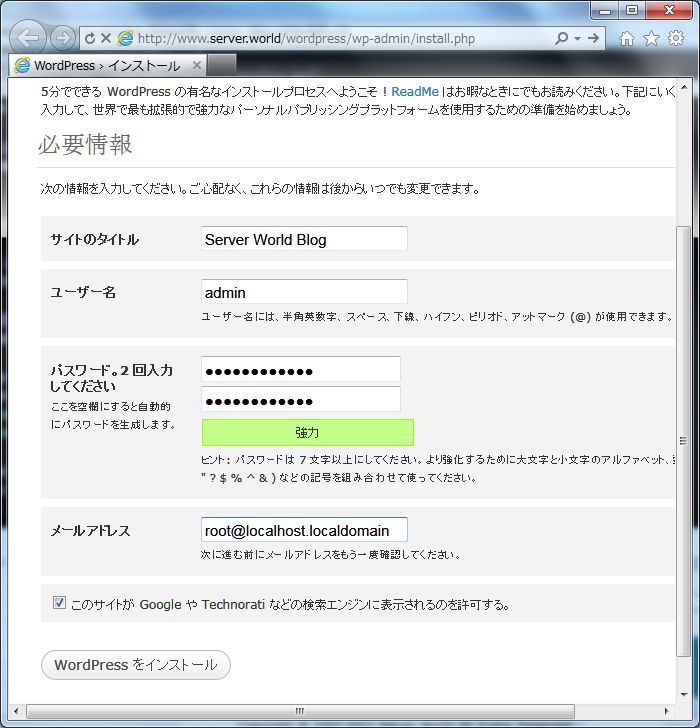 http://www.server.world/wordpress/wp-admin/install.php
WordPress › インストール
5分でできる WordPress の有名なインストールプロセスへようこそ ! ReadMe はお暇なときにでもお読みください。下記にいく
入力して、世界で最も拡張的で強力なパーソナルパブリッシングプラットフォームを使用するための準備を始めましょう。
必要情報
次の情報を入力してください。ご心配なく、これらの情報は後からいつでも変更できます。
サイトのタイトル
Server World Blog
ユーザー名
admin
ユーザー名には、半角英数字、スペース、下線、ハイフン、ピリオド、アットマーク (@) が使用できます。
パスワード。2 回入力
してください
ここを空欄にすると自動的
にパスワードを生成します。
●●●●●●●●●●●●
●●●●●●●●●●●●
強力
ヒント: パスワードは 7 文字以上にしてください。より強化するために大文字と小文字のアルファベット、
" ? $ % ^ & ) などの記号を組み合わせて使ってください。
メールアドレス
root@localhost.localdomain
次に進む前にメールアドレスをもう一度確認してください。
このサイトが Google や Technorati などの検索エンジンに表示されるのを許可する。
WordPress をインストール